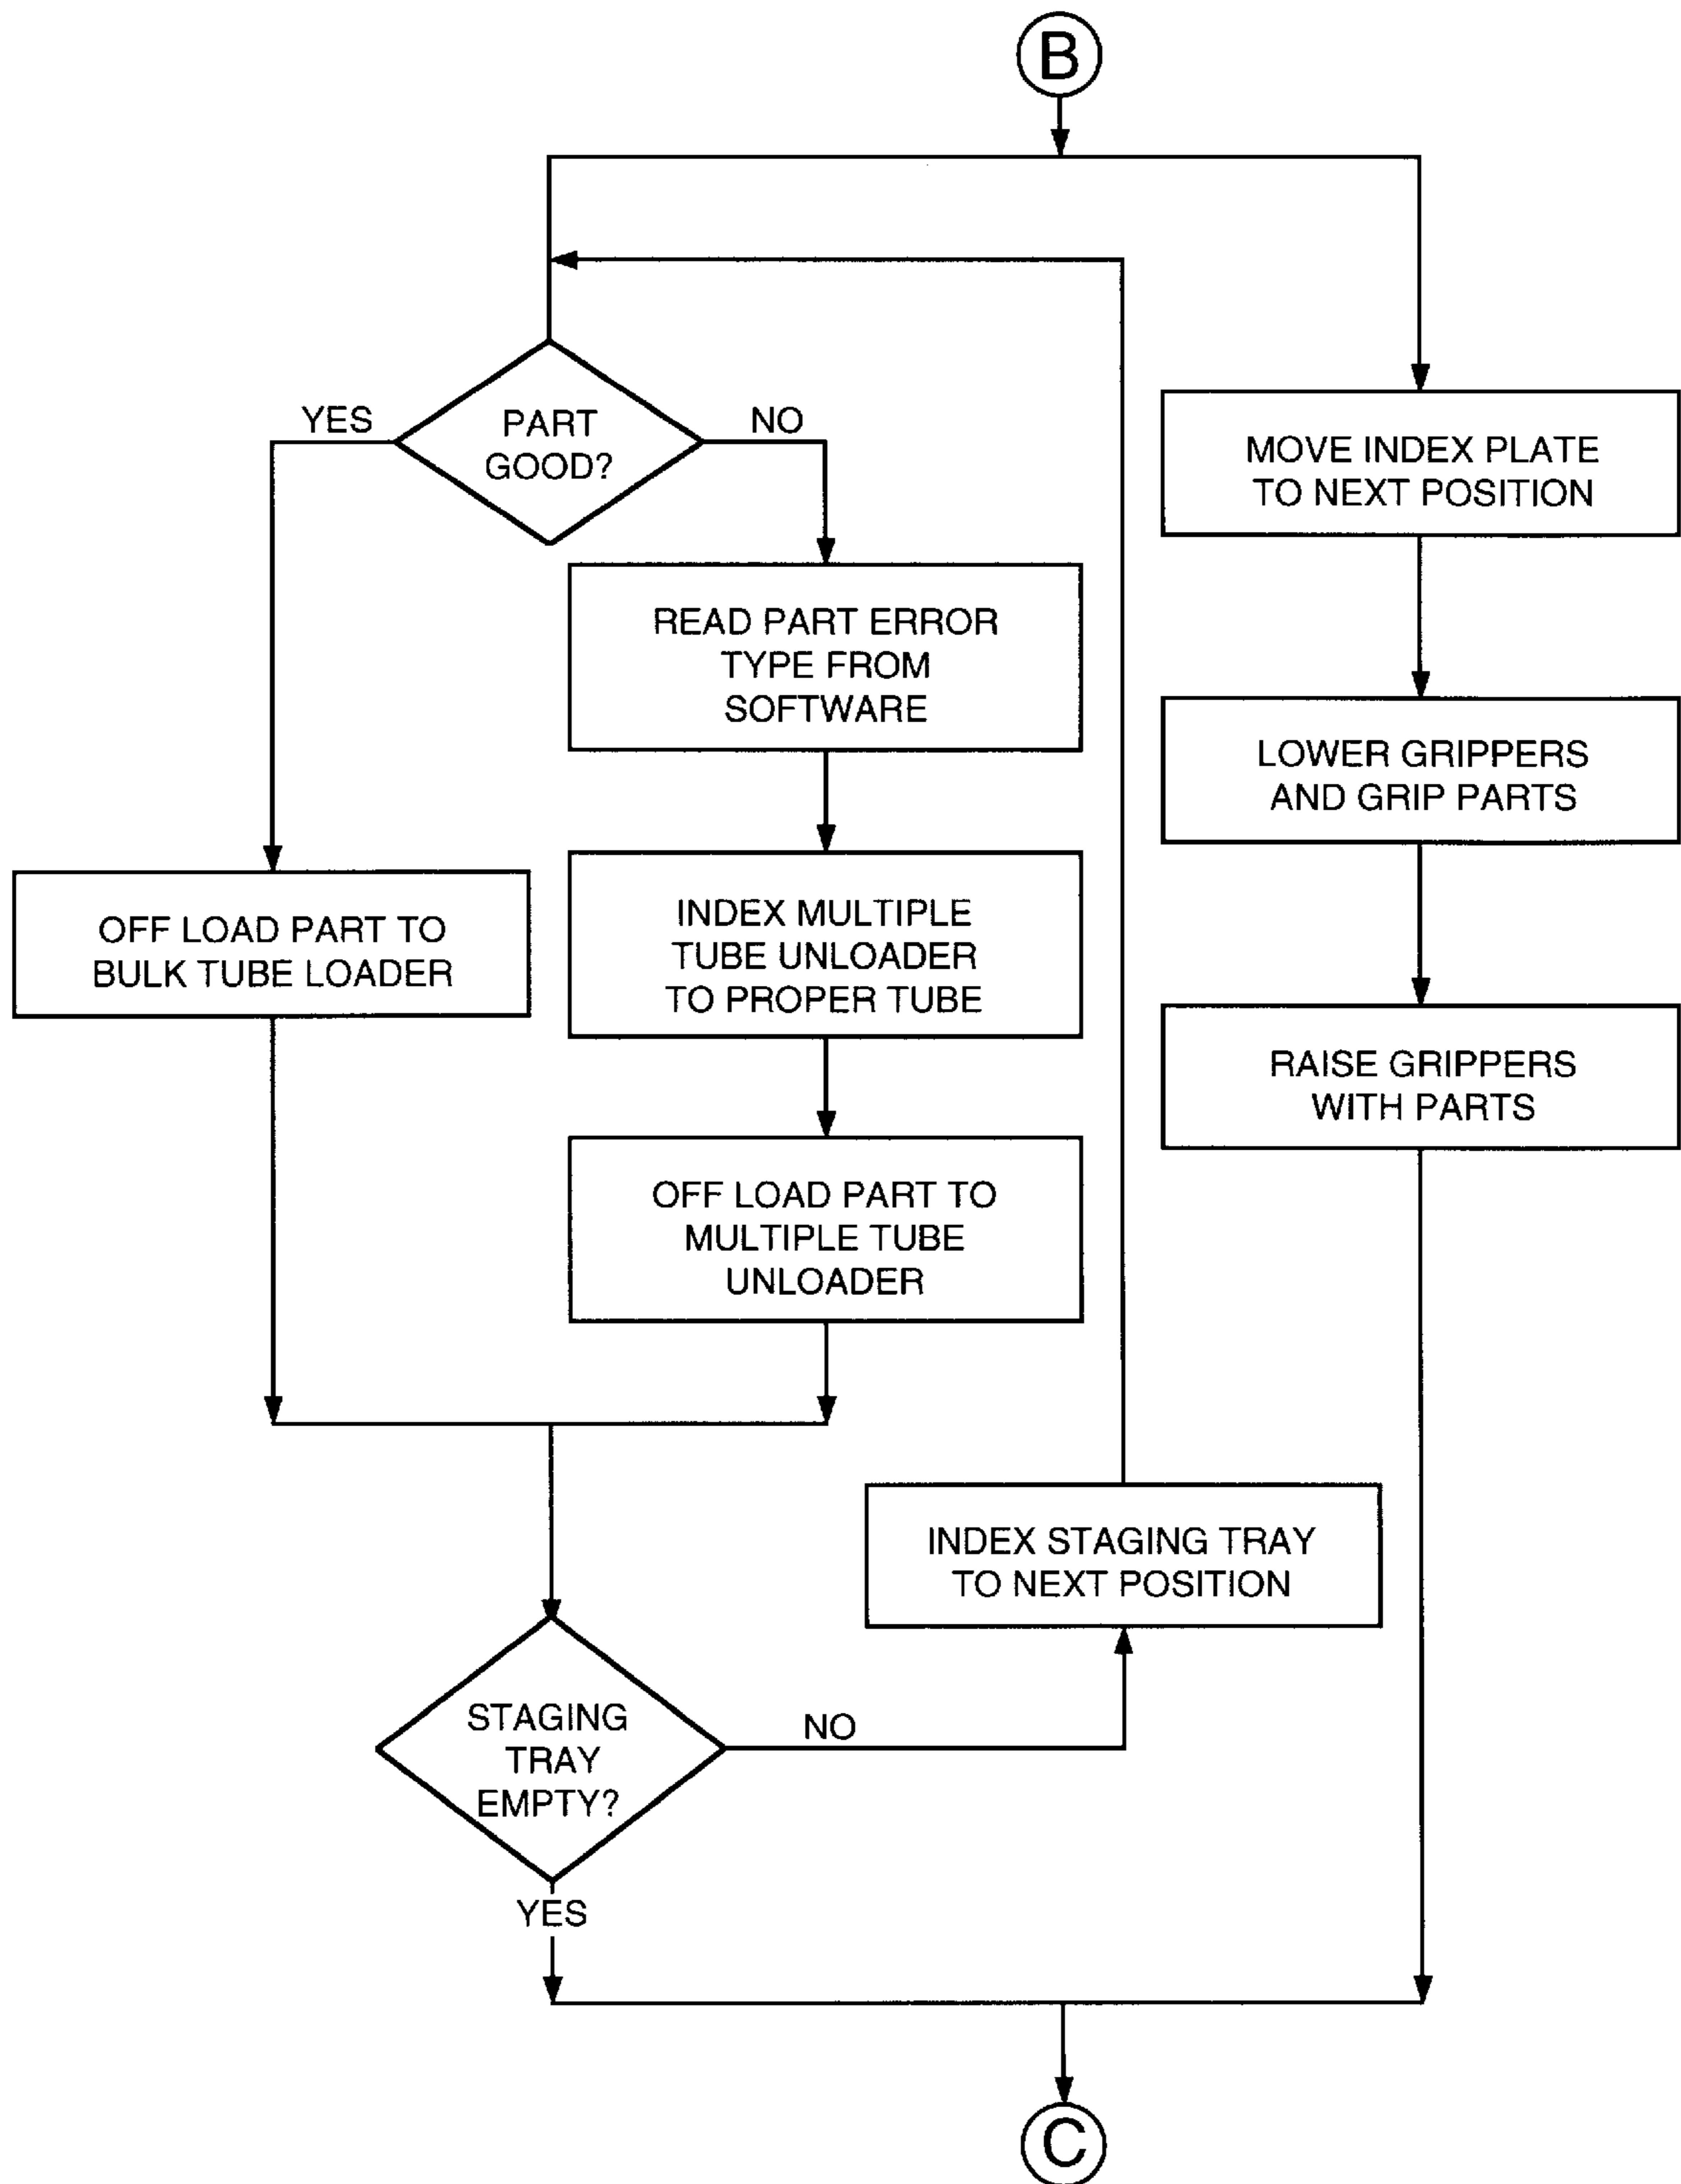 B
YES
PART
GOOD?
NO
MOVE INDEX PLATE
TO NEXT POSITION
READ PART ERROR
TYPE FROM
SOFTWARE
LOWER GRIPPERS
AND GRIP PARTS
OFF LOAD PART TO
BULK TUBE LOADER
INDEX MULTIPLE
TUBE UNLOADER
TO PROPER TUBE
RAISE GRIPPERS
WITH PARTS
OFF LOAD PART TO
MULTIPLE TUBE
UNLOADER
INDEX STAGING TRAY
TO NEXT POSITION
STAGING
TRAY
EMPTY?
NO
YES
C